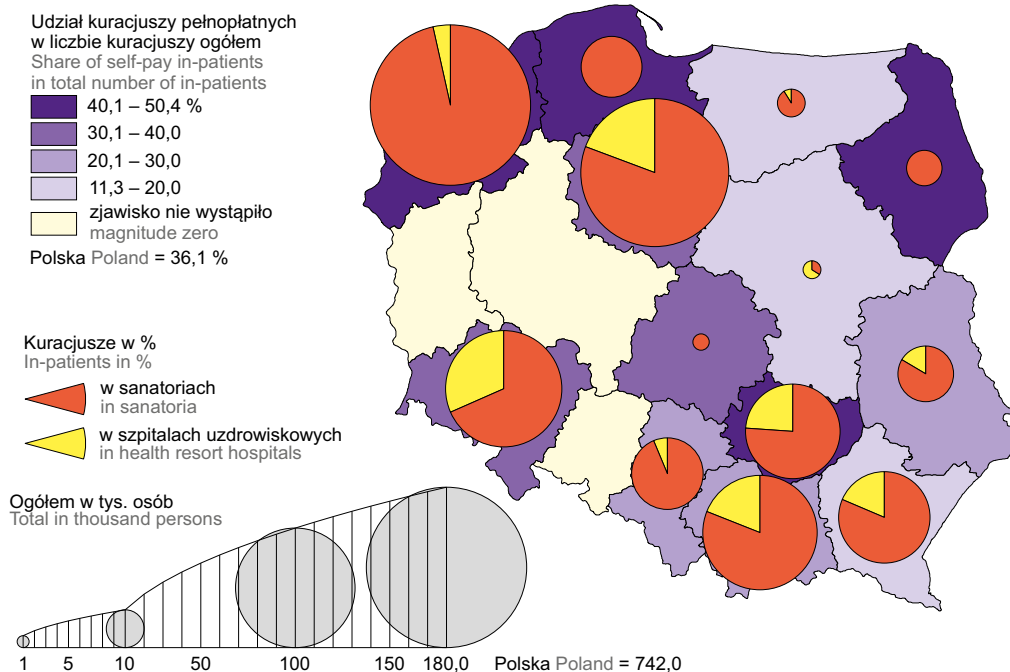 Udział kuracjuszy pełnopłatnych
w liczbie kuracjuszy ogółem
Share of self-pay in-patients
in total number of in-patients
40,1 – 50,4 %
30,1 – 40,0
20,1 – 30,0
11,3 – 20,0
zjawisko nie wystąpiło
magnitude zero
Polska Poland = 36,1 %
Kuracjusze w %
In-patients in %
w sanatoriach
in sanatoria
w szpitalach uzdrowiskowych
in health resort hospitals
Ogółem w tys. osób
Total in thousand persons
1 5 10 50 100 150 180,0 Polska Poland = 742,0